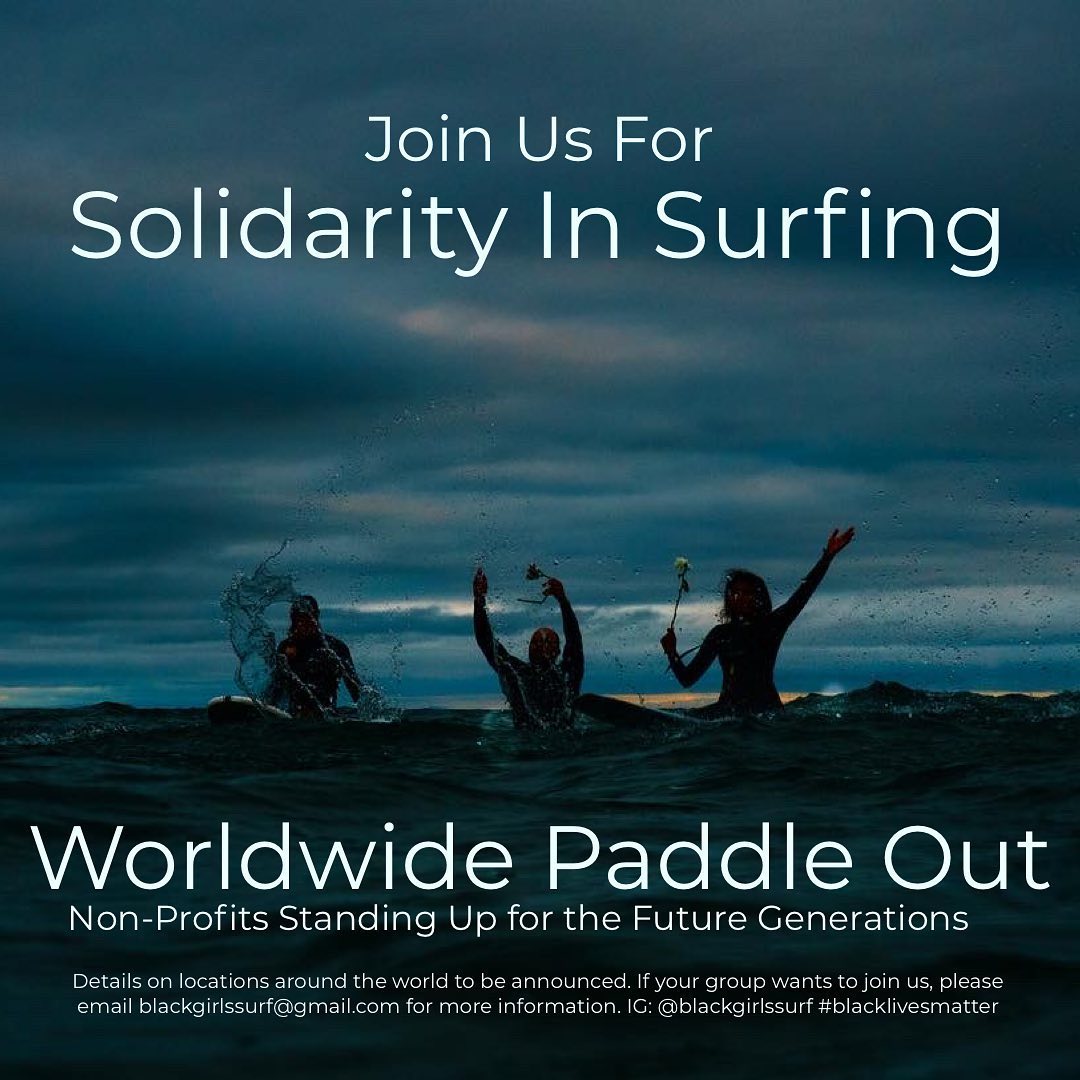 Join Us For
Solidarity In Surfing
Worldwide Paddle Out
Non-Profits Standing Up for the Future Generations
Details on locations around the world to be announced. If your group wants to join us, please
email blackgirlssurf@gmail.com for more information. IG: @blackgirlssurf #blacklivesmatter